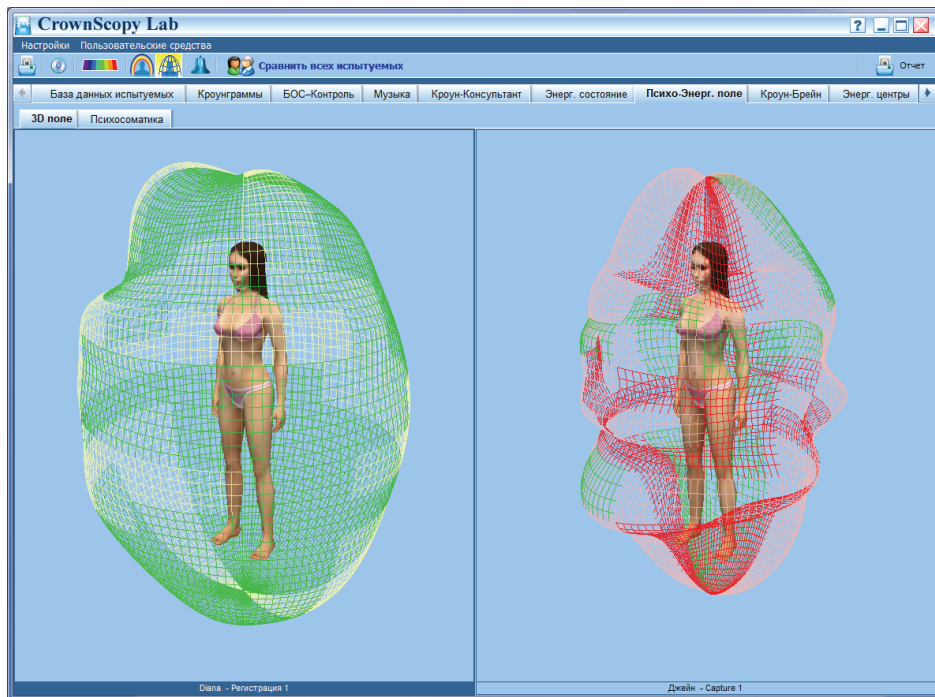 CrownScopy Lab
Настройки Пользовательские средства
Сравнить всех испытуемых
Отчет
База данных испытуемых Кроунграммы БОС–Контроль Музыка Кроун-Консультант Энерг. состояние Психо-Энерг. поле Кроун-Брейн Энерг. центры
3D поле Психосоматика
Diana - Регистрация 1
Джейн - Capture 1